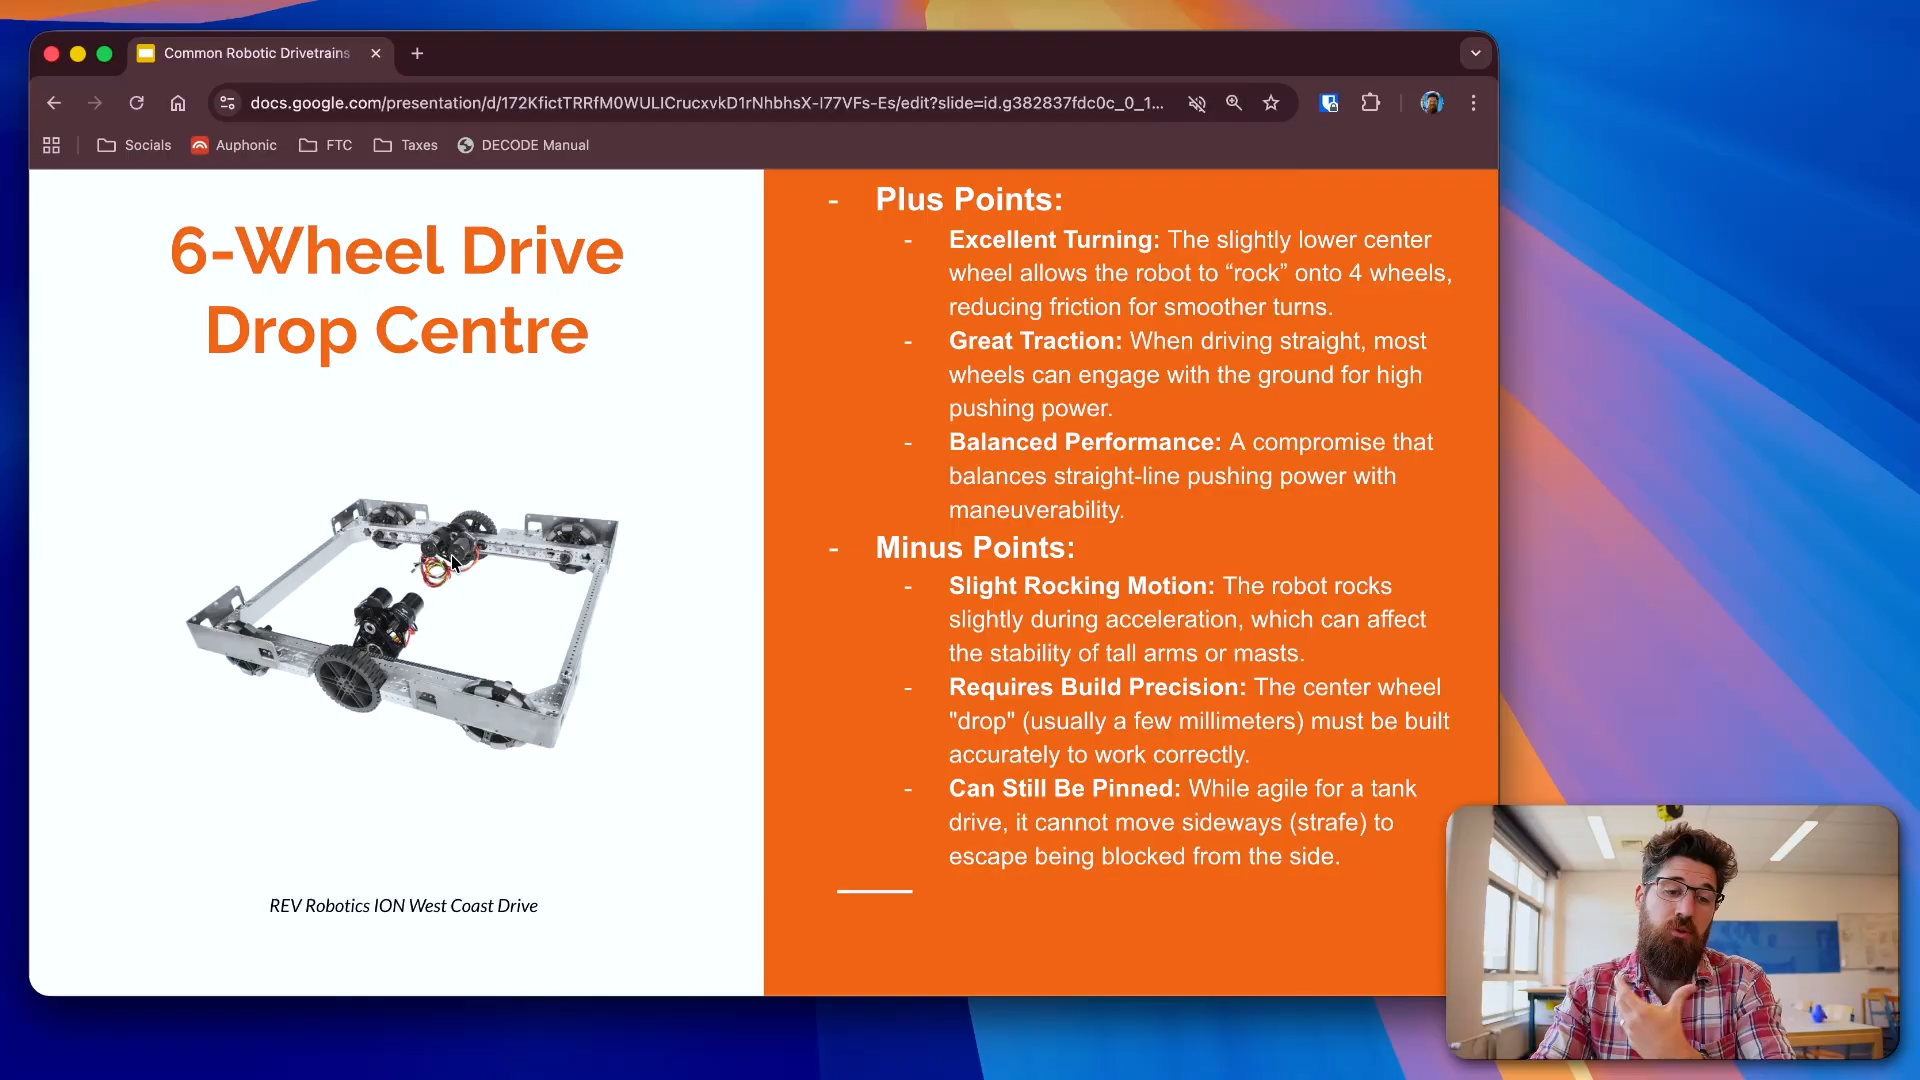 Common Robotic Drivetrains
docs.google.com/presentation/d/172KfictTRRfM0WULICrucxvkD1rNhbhsX-I77VFs-Es/edit?slide=id.g382837fdc0c_0_1...
Socials
Auphonic
FTC
Taxes
DECODE Manual
6-Wheel Drive
Drop Centre
REV Robotics ION West Coast Drive
- Plus Points:
- Excellent Turning: The slightly lower center
wheel allows the robot to “rock” onto 4 wheels,
reducing friction for smoother turns.
- Great Traction: When driving straight, most
wheels can engage with the ground for high
pushing power.
- Balanced Performance: A compromise that
balances straight-line pushing power with
maneuverability.
- Minus Points:
- Slight Rocking Motion: The robot rocks
slightly during acceleration, which can affect
the stability of tall arms or masts.
- Requires Build Precision: The center wheel
"drop" (usually a few millimeters) must be built
accurately to work correctly.
- Can Still Be Pinned: While agile for a tank
drive, it cannot move sideways (strafe) to
escape being blocked from the side.